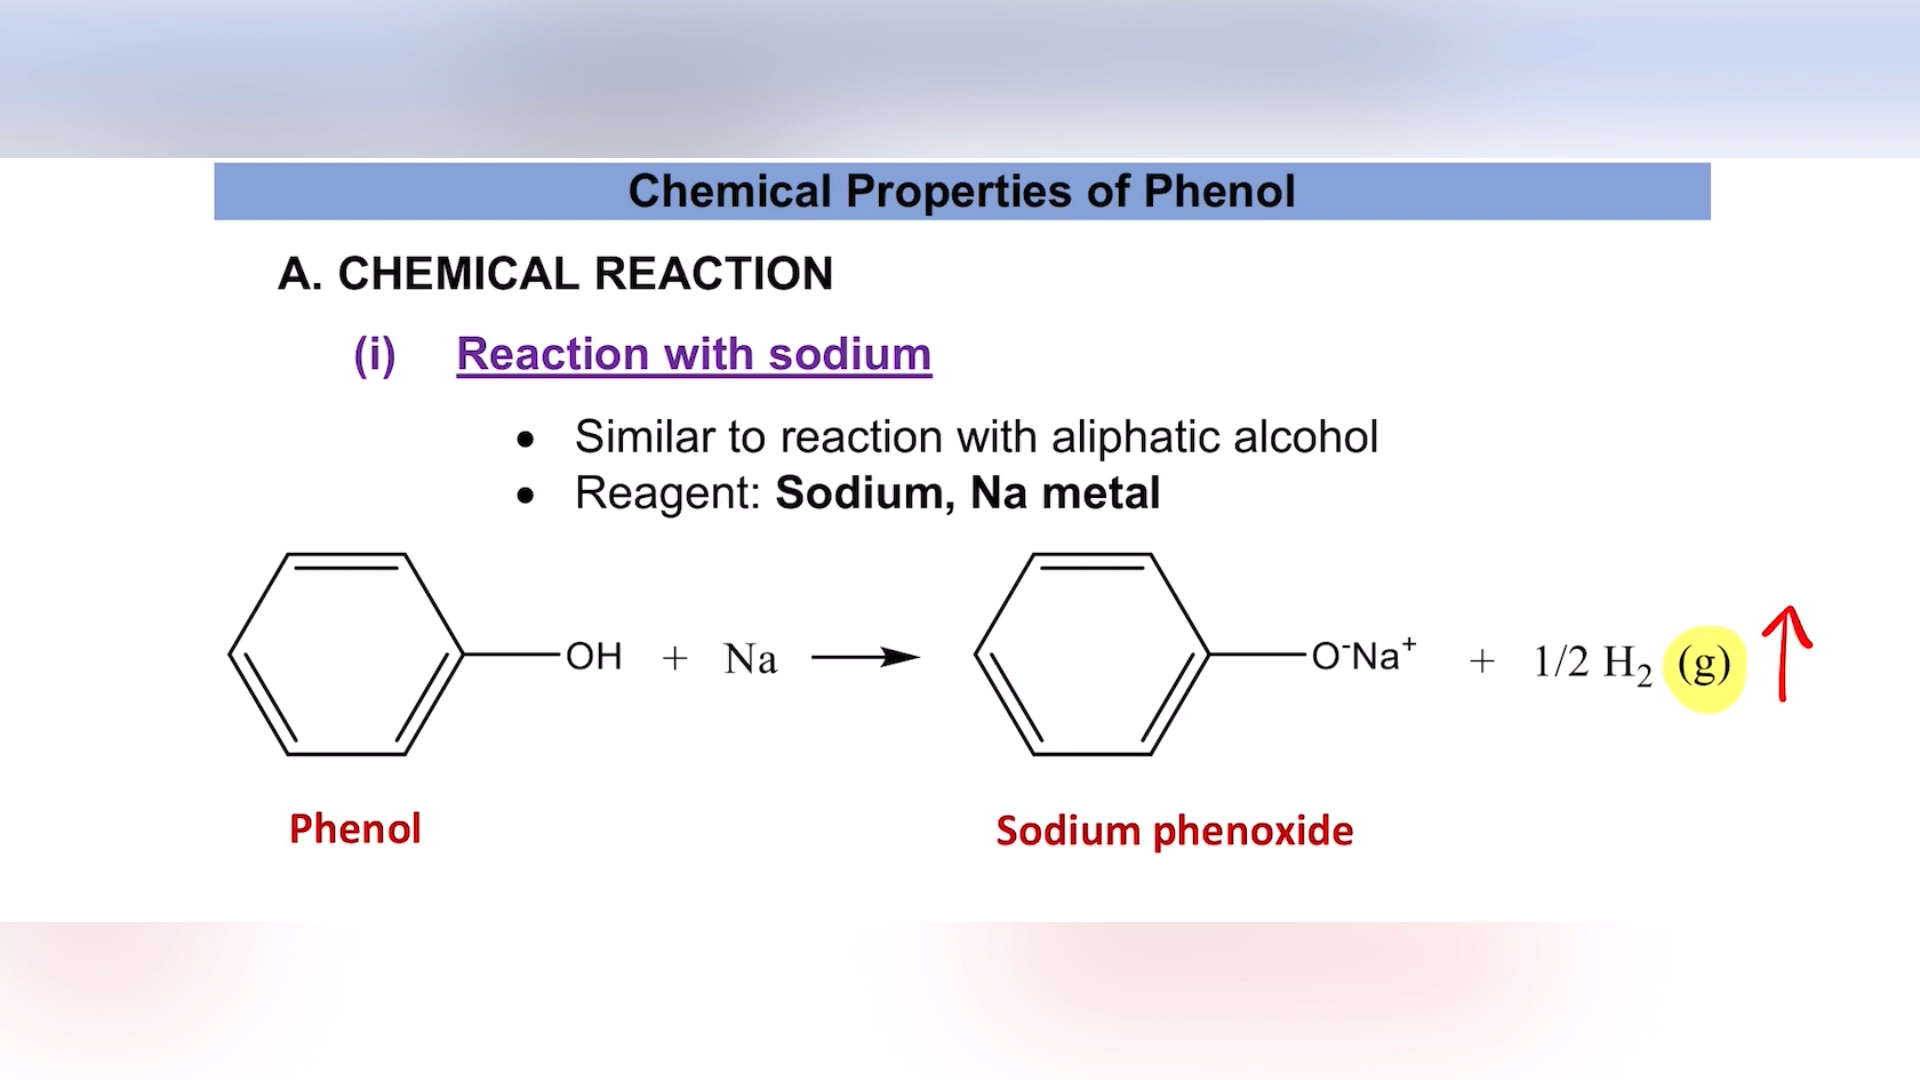 Chemical Properties of Phenol
A. CHEMICAL REACTION
(i) Reaction with sodium
• Similar to reaction with aliphatic alcohol
• Reagent: Sodium, Na metal
OH + Na ⟶ O⁻Na⁺ + 1/2 H₂ (g) ↑
Phenol Sodium phenoxide